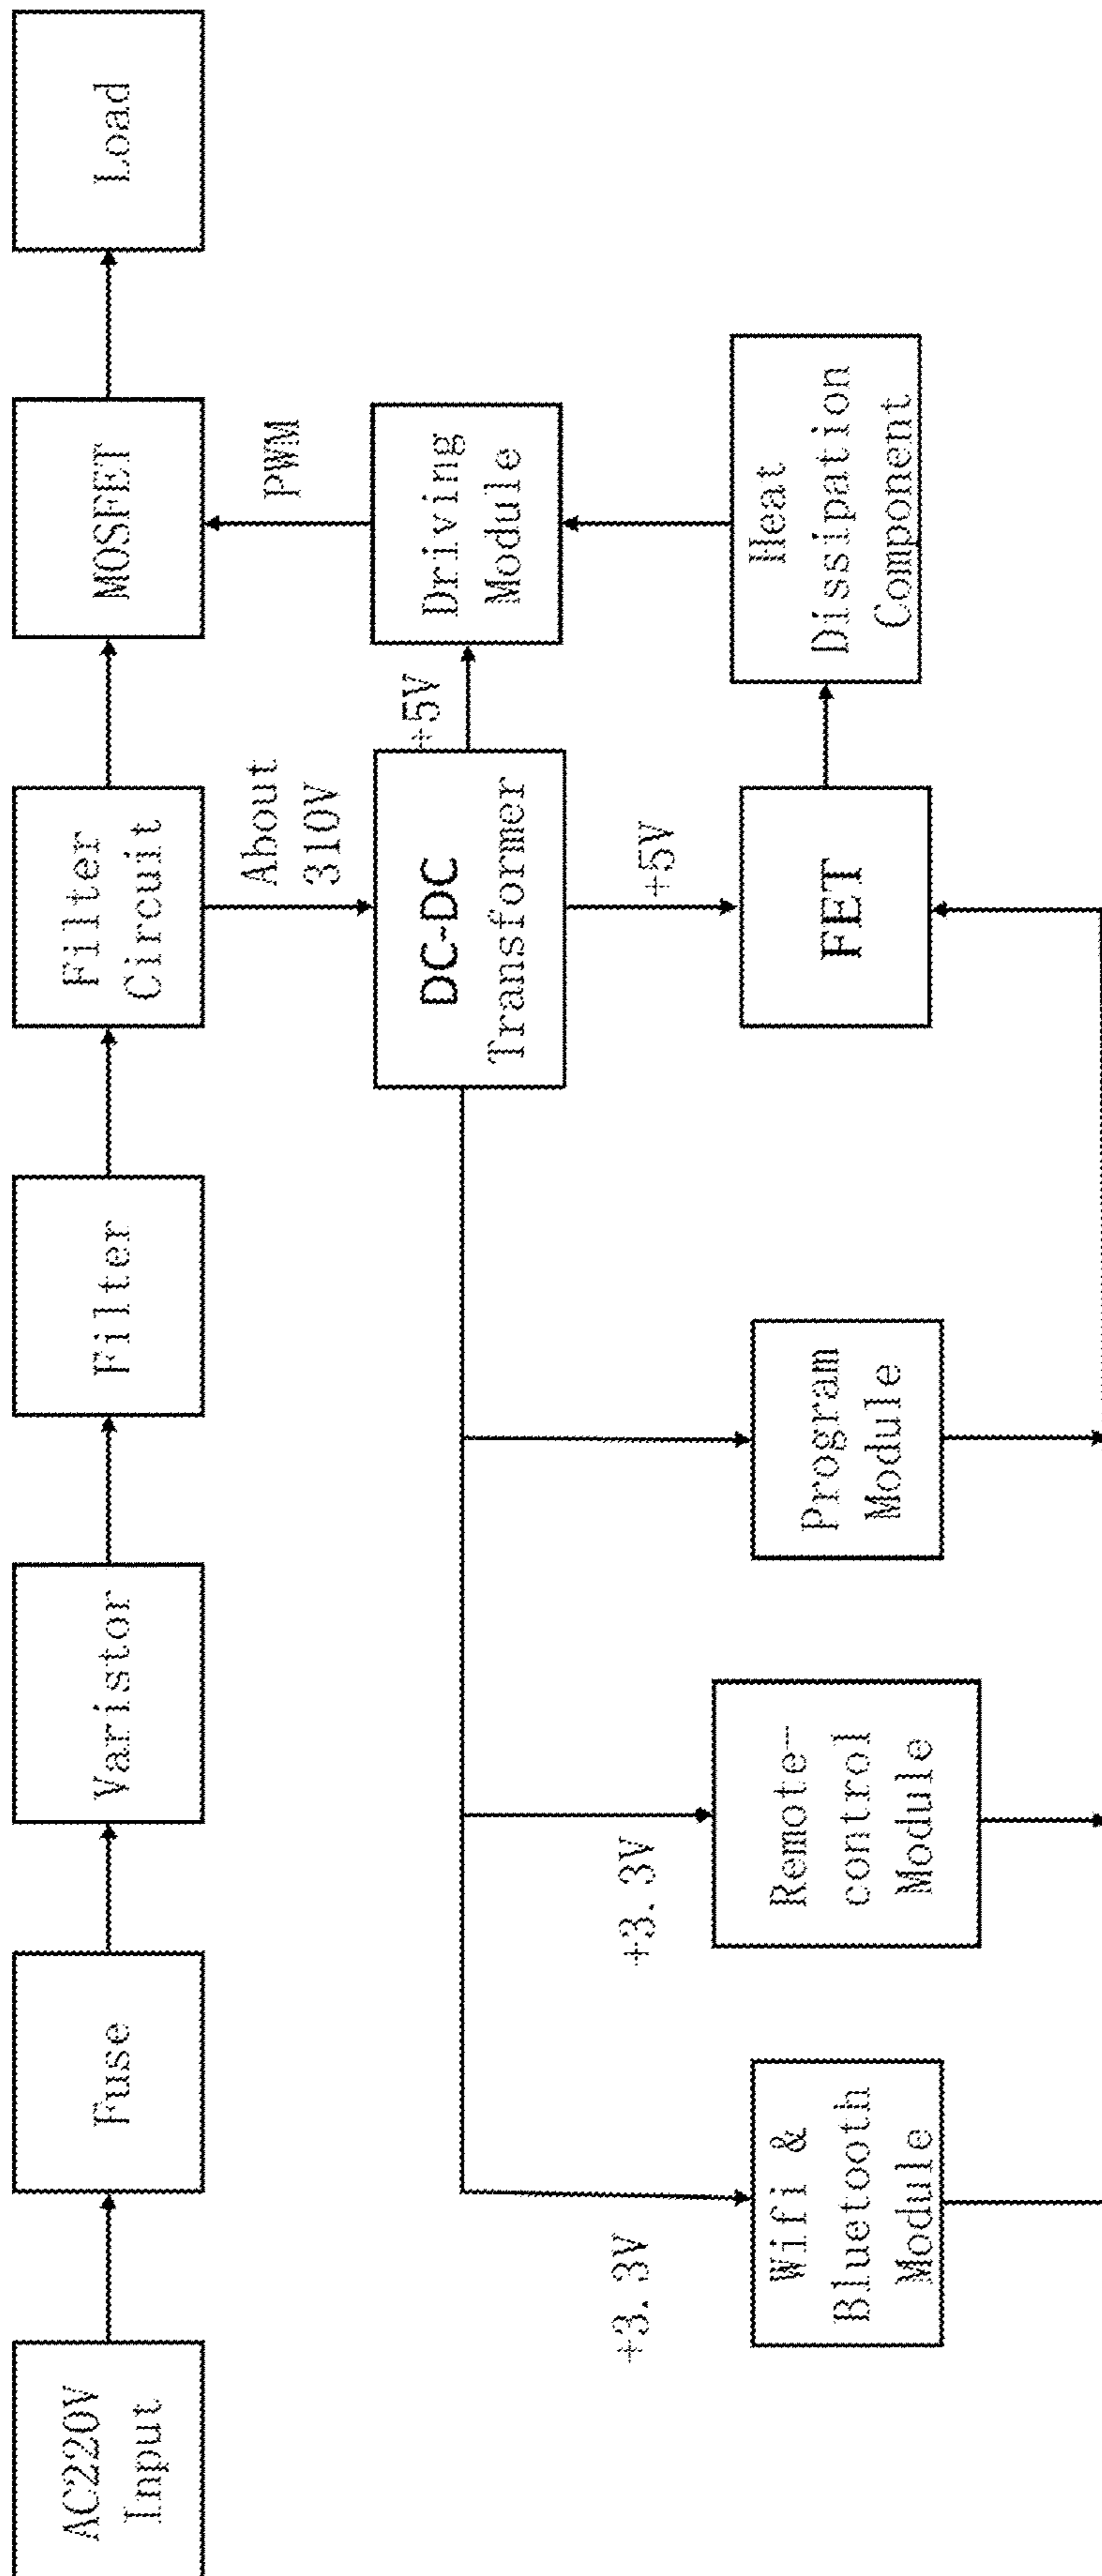 AC220V
Input
Fuse
Varistor
Filter
Filter
Circuit
MOSFET
Load
About
310V
PWM
DC-DC
Transformer
+5V
Driving
Module
+5V
+3.3V
+3.3V
Wifi &
Bluetooth
Module
Remote-
control
Module
Program
Module
FET
Heat
Dissipation
Component